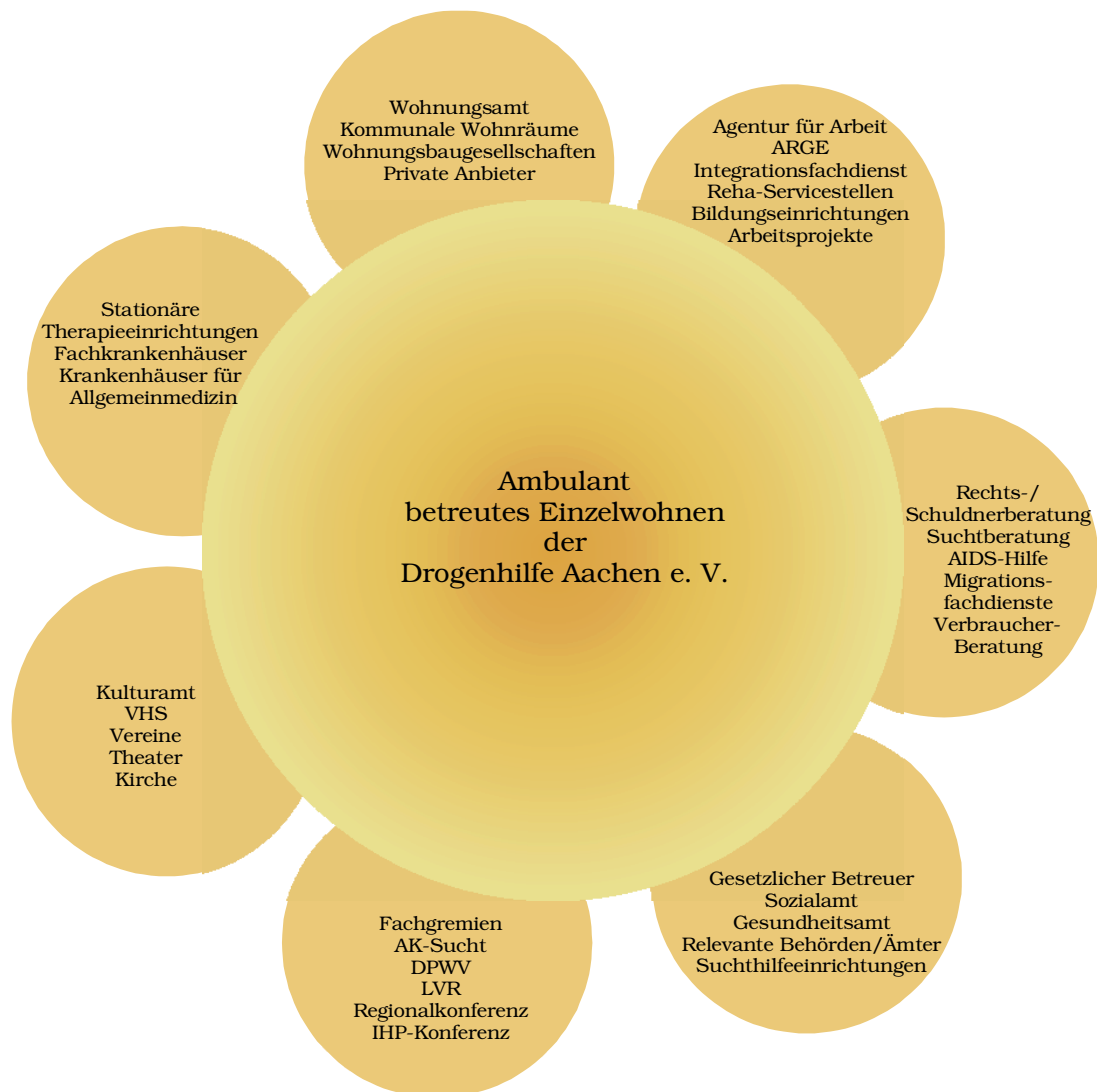 Wohnungsamt
Kommunale Wohnräume
Wohnungsbaugesellschaften
Private Anbieter
Agentur für Arbeit
ARGE
Integrationsfachdienst
Reha-Servicestellen
Bildungseinrichtungen
Arbeitsprojekte
Stationäre
Therapieeinrichtungen
Fachkrankenhäuser
Krankenhäuser für
Allgemeinmedizin
Ambulant
betreutes Einzelwohnen
der
Drogenhilfe Aachen e. V.
Rechts-/
Schuldnerberatung
Suchtberatung
AIDS-Hilfe
Migrations-
fachdienste
Verbraucher-
Beratung
Kulturamt
VHS
Vereine
Theater
Kirche
Gesetzlicher Betreuer
Sozialamt
Gesundheitsamt
Relevante Behörden/Ämter
Suchthilfeeinrichtungen
Fachgremien
AK-Sucht
DPWV
LVR
Regionalkonferenz
IHP-Konferenz